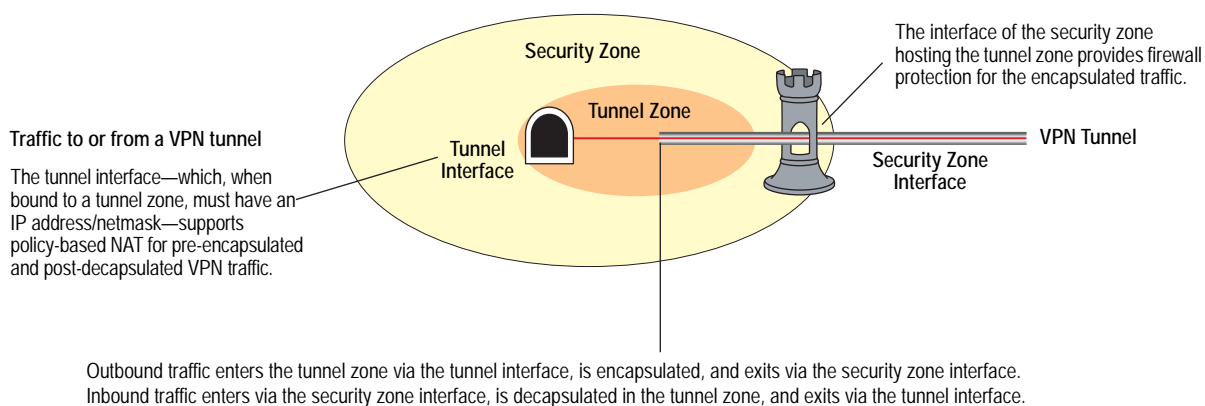 The interface of the security zone
hosting the tunnel zone provides firewall
protection for the encapsulated traffic.
Security Zone
Tunnel Zone
Traffic to or from a VPN tunnel
Tunnel
Interface
VPN Tunnel
Security Zone
Interface
The tunnel interface—which, when
bound to a tunnel zone, must have an
IP address/netmask—supports
policy-based NAT for pre-encapsulated
and post-decapsulated VPN traffic.
Outbound traffic enters the tunnel zone via the tunnel interface, is encapsulated, and exits via the security zone interface.
Inbound traffic enters via the security zone interface, is decapsulated in the tunnel zone, and exits via the tunnel interface.